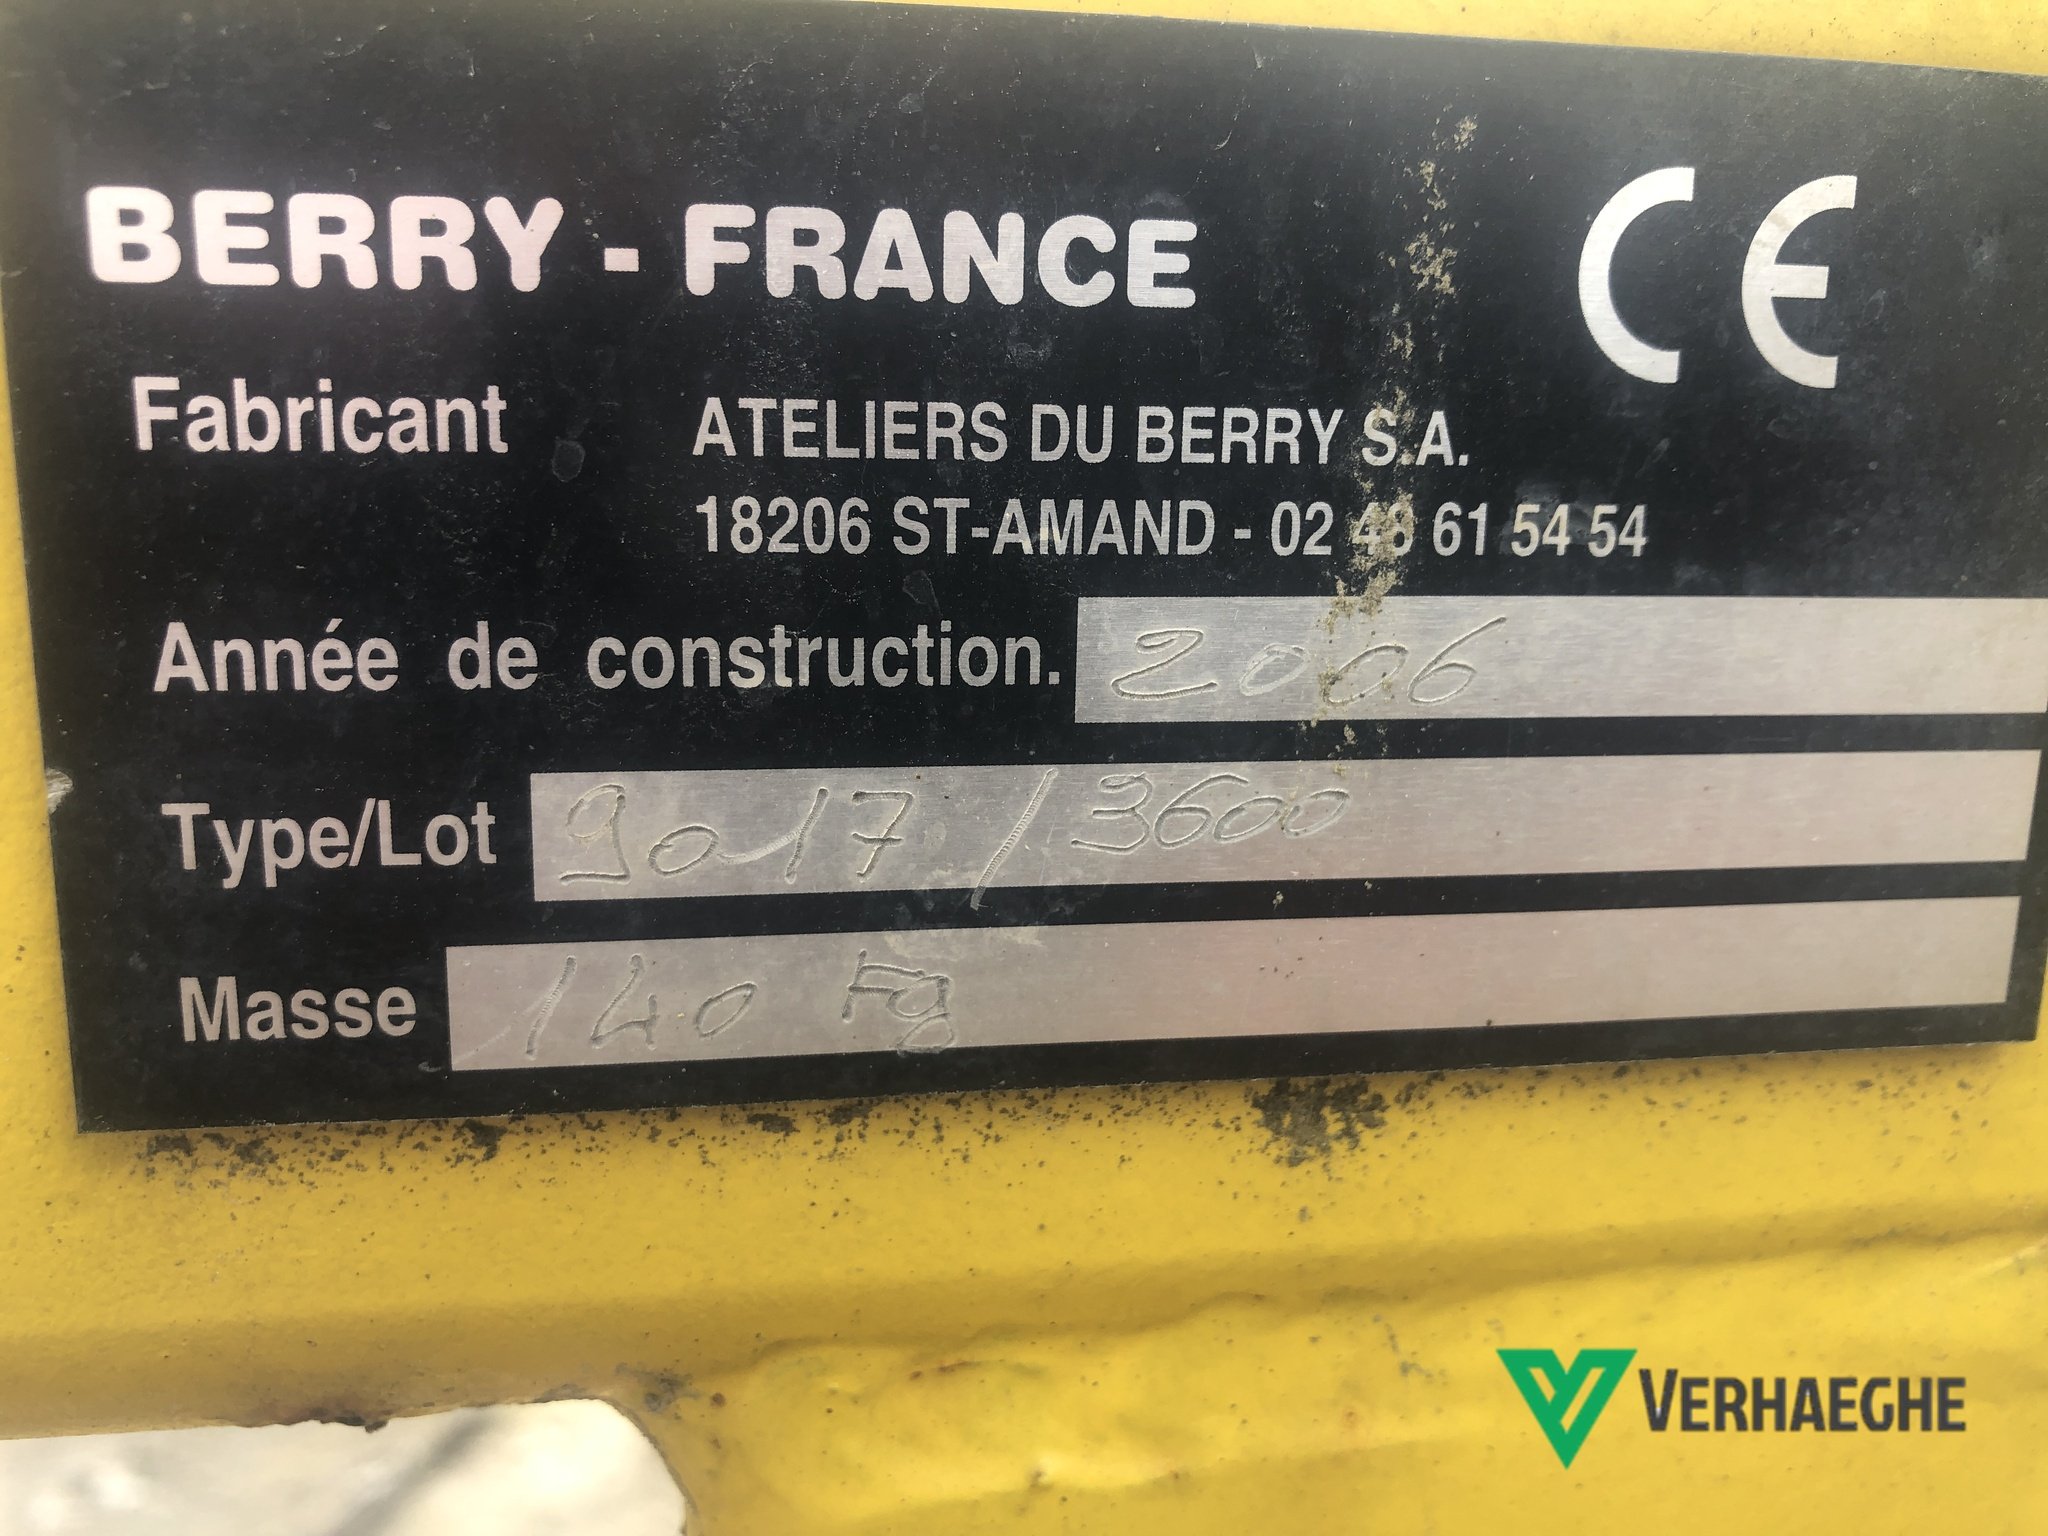 BERRY - FRANCE
CE
Fabricant ATELIERS DU BERRY S.A.
18206 ST-AMAND - 02 48 61 54 54
Année de construction. 2006
Type/Lot 9017/3600
Masse 140 Kg
VERHAEGHE